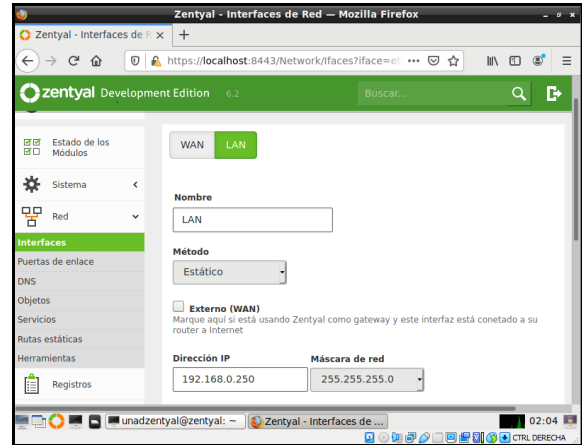 Zentyal - Interfaces de Red — Mozilla Firefox
Zentyal - Interfaces de R
https://localhost:8443/Network/Ifaces?iface=et
zentyal Development Edition 6.2
Buscar...
Estado de los
Módulos
Sistema
Red
Interfaces
Puertas de enlace
DNS
Objetos
Servicios
Rutas estáticas
Herramientas
Registros
WAN LAN
Nombre
LAN
Método
Estático
Externo (WAN)
Marque aquí si está usando Zentyal como gateway y este interfaz está conetado a su
router a Internet
Dirección IP Máscara de red
192.168.0.250 255.255.255.0
unadzentyal@zentyal: ~ Zentyal - Interfaces de ... 02:04
CTRL DERECHA